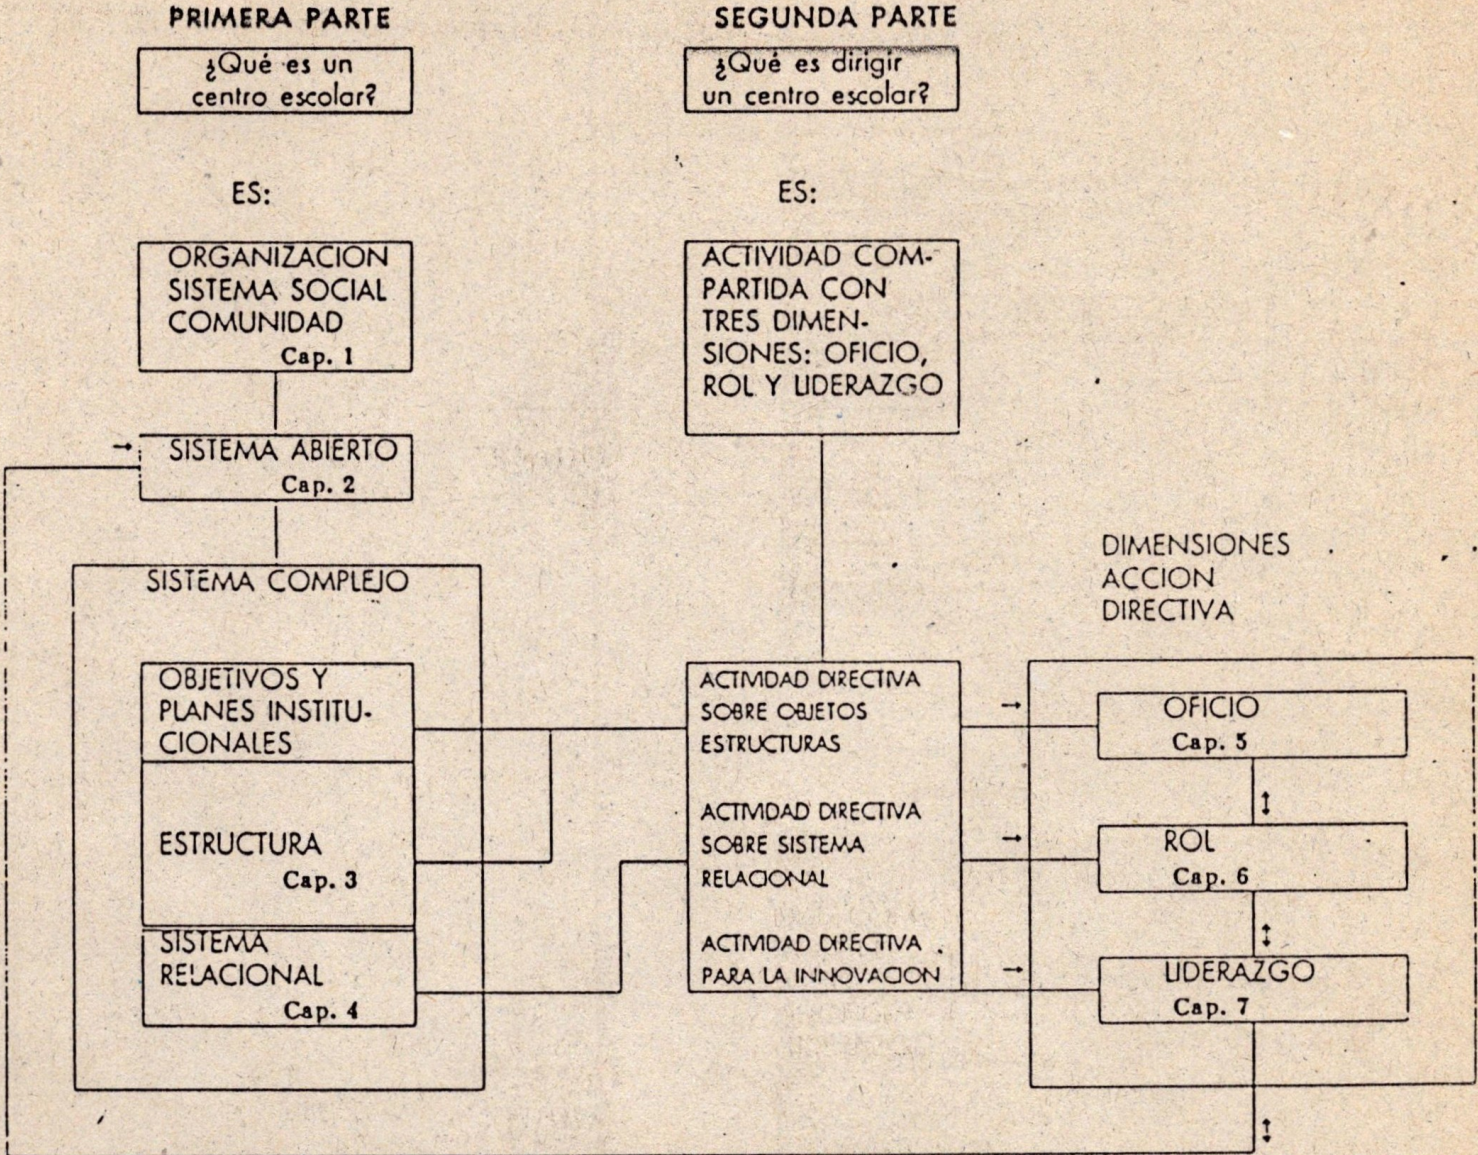 PRIMERA PARTE
¿Qué es un
centro escolar?
ES:
ORGANIZACION
SISTEMA SOCIAL
COMUNIDAD
Cap. 1
→ SISTEMA ABIERTO
Cap. 2
SISTEMA COMPLEJO
OBJETIVOS Y
PLANES INSTITU-
CIONALES
ESTRUCTURA
Cap. 3
SISTEMA
RELACIONAL
Cap. 4
SEGUNDA PARTE
¿Qué es dirigir
un centro escolar?
ES:
ACTIVIDAD COM-
PARTIDA CON
TRES DIMEN-
SIONES: OFICIO,
ROL Y LIDERAZGO
ACTIVIDAD DIRECTIVA
SOBRE OBJETOS
ESTRUCTURAS
ACTIVIDAD DIRECTIVA
SOBRE SISTEMA
RELACIONAL
ACTIVIDAD DIRECTIVA
PARA LA INNOVACION
DIMENSIONES
ACCION
DIRECTIVA
OFICIO
Cap. 5
ROL
Cap. 6
LIDERAZGO
Cap. 7